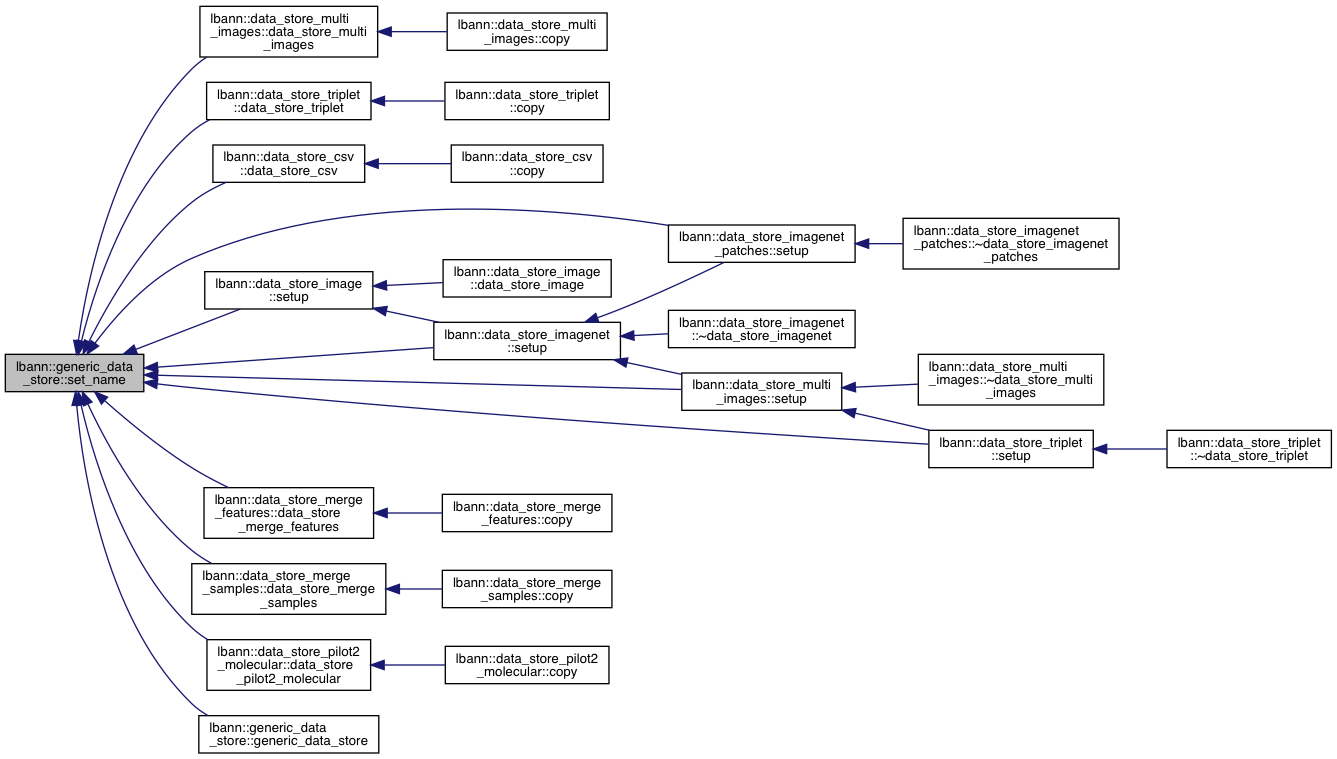 lbann::data_store_multi
_images::data_store_multi
_images
lbann::data_store_multi
_images::copy
lbann::data_store_triplet
::data_store_triplet
lbann::data_store_triplet
::copy
lbann::data_store_csv
::data_store_csv
lbann::data_store_csv
::copy
lbann::data_store_imagenet
_patches::setup
lbann::data_store_imagenet
_patches::~data_store_imagenet
_patches
lbann::data_store_image
::setup
lbann::data_store_image
::data_store_image
lbann::data_store_imagenet
::setup
lbann::data_store_imagenet
::~data_store_imagenet
lbann::generic_data
_store::set_name
lbann::data_store_multi
_images::setup
lbann::data_store_multi
_images::~data_store_multi
_images
lbann::data_store_triplet
::setup
lbann::data_store_triplet
::~data_store_triplet
lbann::data_store_merge
_features::data_store
_merge_features
lbann::data_store_merge
_features::copy
lbann::data_store_merge
_samples::data_store_merge
_samples
lbann::data_store_merge
_samples::copy
lbann::data_store_pilot2
_molecular::data_store
_pilot2_molecular
lbann::data_store_pilot2
_molecular::copy
lbann::generic_data
_store::generic_data_store